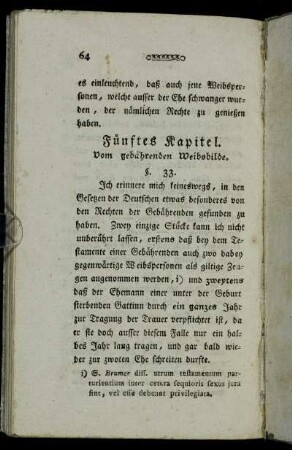 64
es einleuchtend, daß auch jene Weibsper-
sonen, welche ausser der Ehe schwanger wur-
den, der nämlichen Rechte zu genießen
haben.
Fünftes Kapitel.
Vom gebährenden Weibsbilde.
§. 33.
Ich erinnere mich keineswegs, in den
Gesetzen der Deutschen etwas besonderes von
den Rechten der Gebährenden gefunden zu
haben. Zwey einzige Stücke kann ich nicht
unberührt lassen, erstens daß bey dem Te-
stamente einer Gebährenden auch zwo dabey
gegenwärtige Weibspersonen als giltige Zeu-
gen angenommen werden, i) und zweytens
daß der Ehemann einer unter der Geburt
sterbenden Gattinn durch ein ganzes Jahr
zur Tragung der Trauer verpflichtet ist, da
er sie doch ausser diesem Falle nur ein hal-
bes Jahr lang tragen, und gar bald wie-
der zur zwoten Ehe schreiten durfte.
i) S. Bramer diss. utrum testamentum par-
turientium inter cetera sequioris sexus jura
sint, vel eiis debeant privilegiata.